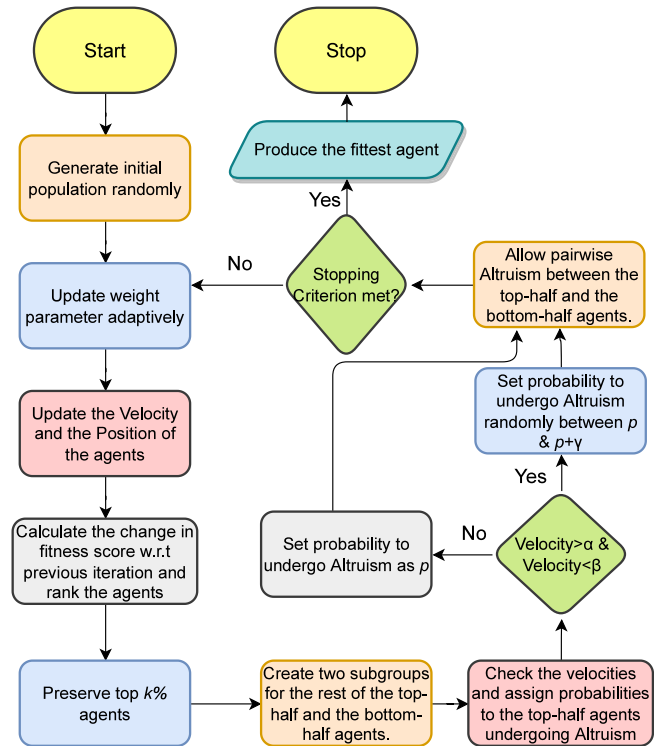 Start
Stop
Generate initial
population randomly
Produce the fittest agent
Yes
Update weight
parameter adaptively
No
Stopping
Criterion met?
Allow pairwise
Altruism between the
top-half and the
bottom-half agents.
Update the Velocity
and the Position of
the agents
Set probability to
undergo Altruism
randomly between p
& p+γ
Yes
Calculate the change in
fitness score w.r.t
previous iteration and
rank the agents
Set probability to
undergo Altruism as p
No
Velocity>α &
Velocity<β
Preserve top k%
agents
Create two subgroups
for the rest of the top-
half and the bottom-
half agents.
Check the velocities
and assign probabilities
to the top-half agents
undergoing Altruism